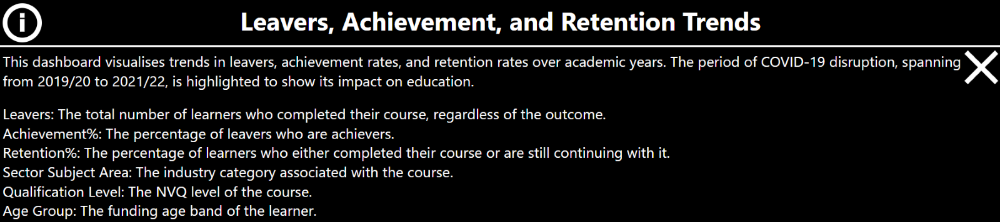 Leavers, Achievement, and Retention Trends
This dashboard visualises trends in leavers, achievement rates, and retention rates over academic years. The period of COVID-19 disruption, spanning
from 2019/20 to 2021/22, is highlighted to show its impact on education.
Leavers: The total number of learners who completed their course, regardless of the outcome.
Achievement%: The percentage of leavers who are achievers.
Retention%: The percentage of learners who either completed their course or are still continuing with it.
Sector Subject Area: The industry category associated with the course.
Qualification Level: The NVQ level of the course.
Age Group: The funding age band of the learner.